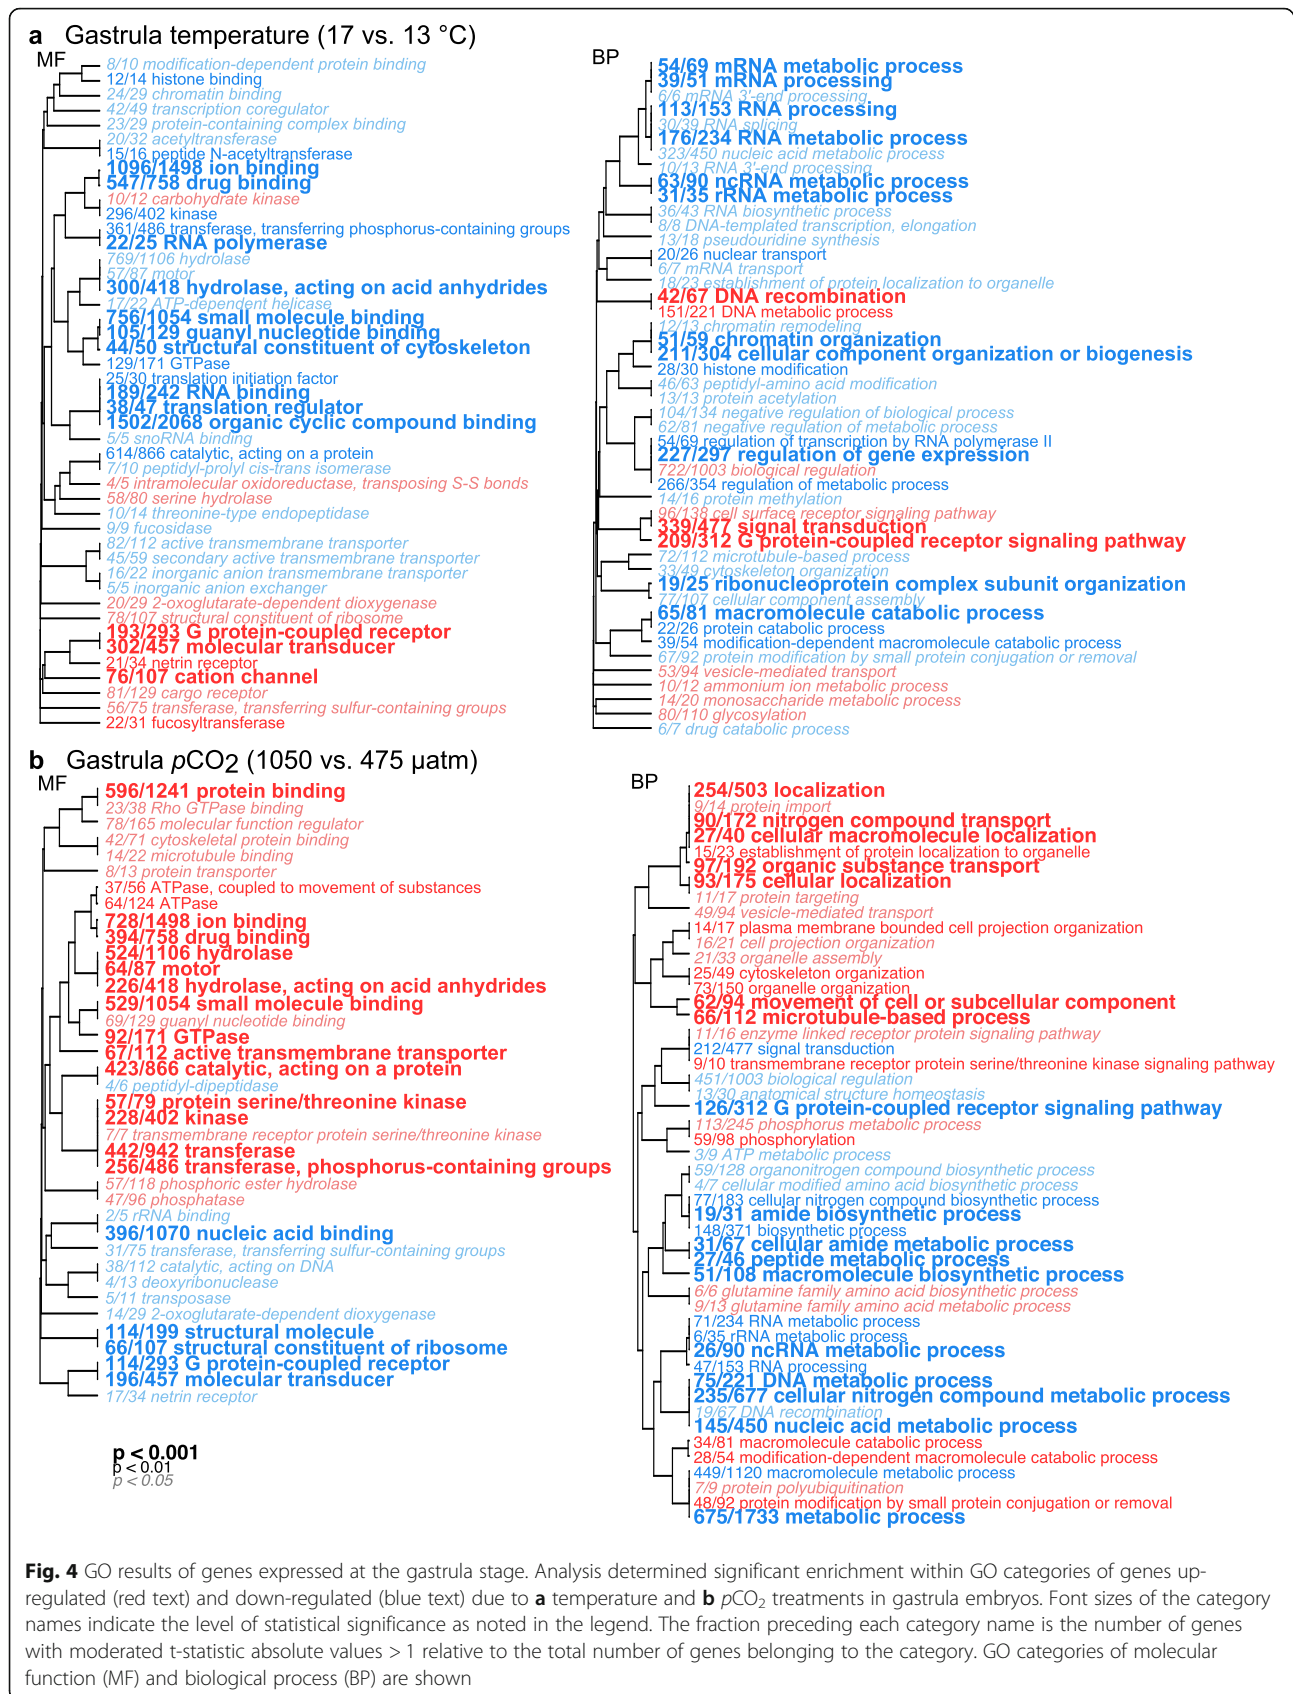 a Gastrula temperature (17 vs. 13 °C)
MF
8/10 modification-dependent protein binding
12/14 histone binding
24/29 chromatin binding
42/49 transcription coregulator
23/29 protein-containing complex binding
20/32 acetyltransferase
15/16 peptide N-acetyltransferase
1096/1498 ion binding
547/758 drug binding
10/12 carbohydrate kinase
296/402 kinase
361/486 transferase, transferring phosphorus-containing groups
22/25 RNA polymerase
769/1106 hydrolase
57/87 motor
300/418 hydrolase, acting on acid anhydrides
17/22 ATP-dependent helicase
756/1054 small molecule binding
105/129 guanyl nucleotide binding
44/50 structural constituent of cytoskeleton
129/171 GTPase
25/30 translation initiation factor
189/242 RNA binding
38/47 translation regulator
1502/2068 organic cyclic compound binding
5/5 snoRNA binding
614/866 catalytic, acting on a protein
7/10 peptidyl-prolyl cis-trans isomerase
4/5 intramolecular oxidoreductase, transposing S-S bonds
58/80 serine hydrolase
10/14 threonine-type endopeptidase
9/9 fucosidase
82/112 active transmembrane transporter
45/59 secondary active transmembrane transporter
16/22 inorganic anion transmembrane transporter
5/5 inorganic anion exchanger
20/29 2-oxoglutarate-dependent dioxygenase
78/107 structural constituent of ribosome
193/293 G protein-coupled receptor
302/457 molecular transducer
21/34 netrin receptor
76/107 cation channel
81/129 cargo receptor
56/75 transferase, transferring sulfur-containing groups
22/31 fucosyltransferase
BP
54/69 mRNA metabolic process
39/51 mRNA processing
6/6 mRNA 3'-end processing
113/153 RNA processing
30/39 RNA splicing
176/234 RNA metabolic process
323/450 nucleic acid metabolic process
10/13 RNA 3'-end processing
63/90 ncRNA metabolic process
31/35 rRNA metabolic process
36/43 RNA biosynthetic process
8/8 DNA-templated transcription, elongation
13/18 pseudouridine synthesis
20/26 nuclear transport
6/7 mRNA transport
18/23 establishment of protein localization to organelle
42/67 DNA recombination
151/221 DNA metabolic process
12/13 chromatin remodeling
51/59 chromatin organization
211/304 cellular component organization or biogenesis
28/30 histone modification
46/63 peptidyl-amino acid modification
13/13 protein acetylation
104/134 negative regulation of biological process
62/81 negative regulation of metabolic process
54/69 regulation of transcription by RNA polymerase II
227/297 regulation of gene expression
722/1003 biological regulation
266/354 regulation of metabolic process
14/16 protein methylation
96/138 cell surface receptor signaling pathway
339/477 signal transduction
209/312 G protein-coupled receptor signaling pathway
72/112 microtubule-based process
33/49 cytoskeleton organization
19/25 ribonucleoprotein complex subunit organization
77/107 cellular component assembly
65/81 macromolecule catabolic process
22/26 protein catabolic process
39/54 modification-dependent macromolecule catabolic process
67/92 protein modification by small protein conjugation or removal
53/94 vesicle-mediated transport
10/12 ammonium ion metabolic process
14/20 monosaccharide metabolic process
80/110 glycosylation
6/7 drug catabolic process
b Gastrula pCO2 (1050 vs. 475 µatm)
MF
596/1241 protein binding
23/38 Rho GTPase binding
78/165 molecular function regulator
42/71 cytoskeletal protein binding
14/22 microtubule binding
8/13 protein transporter
37/56 ATPase, coupled to movement of substances
64/124 ATPase
728/1498 ion binding
394/758 drug binding
524/1106 hydrolase
64/87 motor
226/418 hydrolase, acting on acid anhydrides
529/1054 small molecule binding
69/129 guanyl nucleotide binding
92/171 GTPase
67/112 active transmembrane transporter
423/866 catalytic, acting on a protein
4/6 peptidyl-dipeptidase
57/79 protein serine/threonine kinase
228/402 kinase
7/7 transmembrane receptor protein serine/threonine kinase
442/942 transferase
256/486 transferase, phosphorus-containing groups
57/118 phosphoric ester hydrolase
47/96 phosphatase
2/5 rRNA binding
396/1070 nucleic acid binding
31/75 transferase, transferring sulfur-containing groups
38/112 catalytic, acting on DNA
4/13 deoxyribonuclease
5/11 transposase
14/29 2-oxoglutarate-dependent dioxygenase
114/199 structural molecule
66/107 structural constituent of ribosome
114/293 G protein-coupled receptor
196/457 molecular transducer
17/34 netrin receptor
p < 0.001
p < 0.01
p < 0.05
BP
254/503 localization
9/14 protein import
90/172 nitrogen compound transport
27/40 cellular macromolecule localization
15/23 establishment of protein localization to organelle
97/192 organic substance transport
93/175 cellular localization
11/17 protein targeting
49/94 vesicle-mediated transport
14/17 plasma membrane bounded cell projection organization
16/21 cell projection organization
21/33 organelle assembly
25/49 cytoskeleton organization
73/150 organelle organization
62/94 movement of cell or subcellular component
66/112 microtubule-based process
11/16 enzyme linked receptor protein signaling pathway
212/477 signal transduction
9/10 transmembrane receptor protein serine/threonine kinase signaling pathway
451/1003 biological regulation
13/30 anatomical structure homeostasis
126/312 G protein-coupled receptor signaling pathway
113/245 phosphorus metabolic process
59/98 phosphorylation
3/9 ATP metabolic process
59/128 organonitrogen compound biosynthetic process
4/7 cellular modified amino acid biosynthetic process
77/183 cellular nitrogen compound biosynthetic process
19/31 amide biosynthetic process
148/371 biosynthetic process
31/67 cellular amide metabolic process
27/46 peptide metabolic process
51/108 macromolecule biosynthetic process
6/6 glutamine family amino acid biosynthetic process
9/13 glutamine family amino acid metabolic process
71/234 RNA metabolic process
6/35 rRNA metabolic process
26/90 ncRNA metabolic process
47/153 RNA processing
75/221 DNA metabolic process
235/677 cellular nitrogen compound metabolic process
19/67 DNA recombination
145/450 nucleic acid metabolic process
34/81 macromolecule catabolic process
28/54 modification-dependent macromolecule catabolic process
449/1120 macromolecule metabolic process
7/9 protein polyubiquitination
48/92 protein modification by small protein conjugation or removal
675/1733 metabolic process
Fig. 4 GO results of genes expressed at the gastrula stage. Analysis determined significant enrichment within GO categories of genes up-
regulated (red text) and down-regulated (blue text) due to a temperature and b pCO2 treatments in gastrula embryos. Font sizes of the category
names indicate the level of statistical significance as noted in the legend. The fraction preceding each category name is the number of genes
with moderated t-statistic absolute values > 1 relative to the total number of genes belonging to the category. GO categories of molecular
function (MF) and biological process (BP) are shown